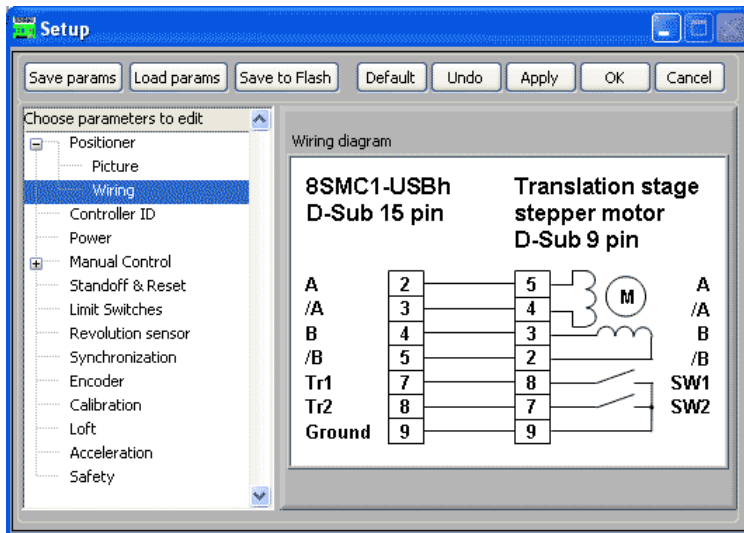 Setup
Save params Load params Save to Flash Default Undo Apply OK Cancel
Choose parameters to edit
Positioner
Picture
Wiring
Controller ID
Power
Manual Control
Standoff & Reset
Limit Switches
Revolution sensor
Synchronization
Encoder
Calibration
Loft
Acceleration
Safety
Wiring diagram
8SMC1-USBh Translation stage
D-Sub 15 pin stepper motor
D-Sub 9 pin
A 2 5 M A
/A 3 4 /A
B 4 3 B
/B 5 2 /B
Tr1 7 8 SW1
Tr2 8 7 SW2
Ground 9 9